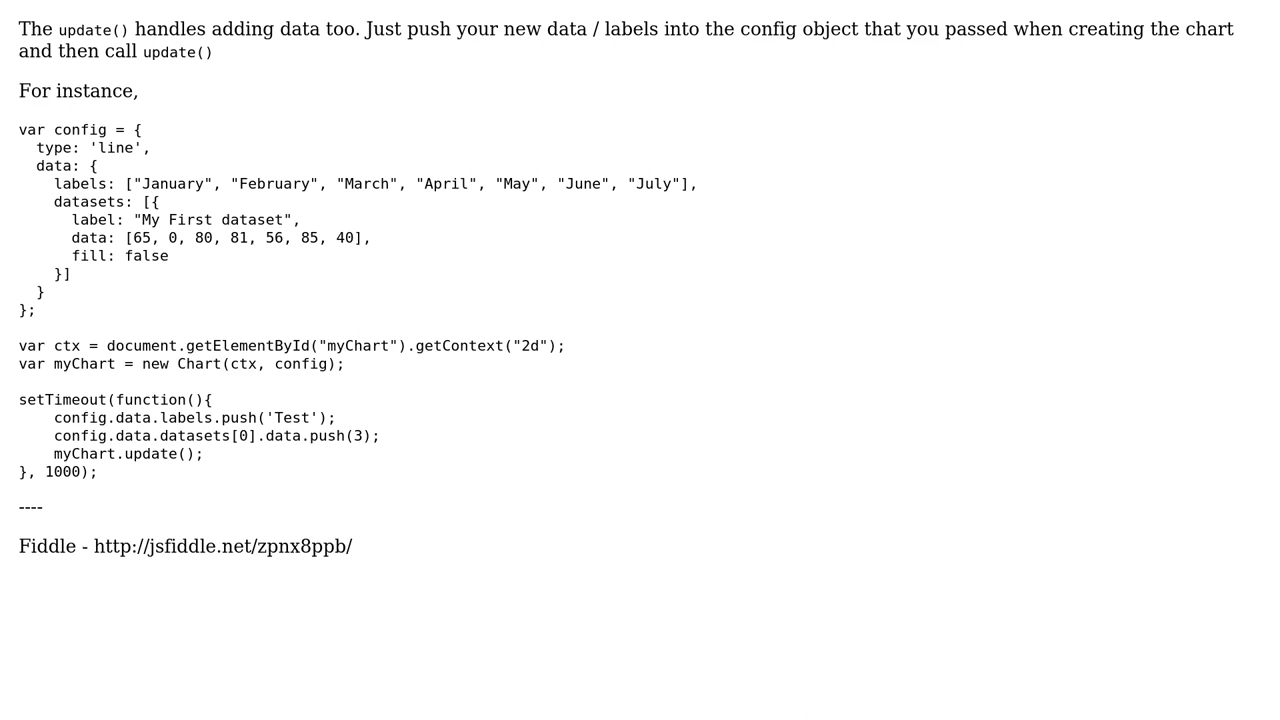 The update() handles adding data too. Just push your new data / labels into the config object that you passed when creating the chart
and then call update()
For instance,
var config = {
  type: 'line',
  data: {
    labels: ["January", "February", "March", "April", "May", "June", "July"],
    datasets: [{
      label: "My First dataset",
      data: [65, 0, 80, 81, 56, 85, 40],
      fill: false
    }]
  }
};
var ctx = document.getElementById("myChart").getContext("2d");
var myChart = new Chart(ctx, config);
setTimeout(function(){
    config.data.labels.push('Test');
    config.data.datasets[0].data.push(3);
    myChart.update();
}, 1000);
----
Fiddle - http://jsfiddle.net/zpnx8ppb/